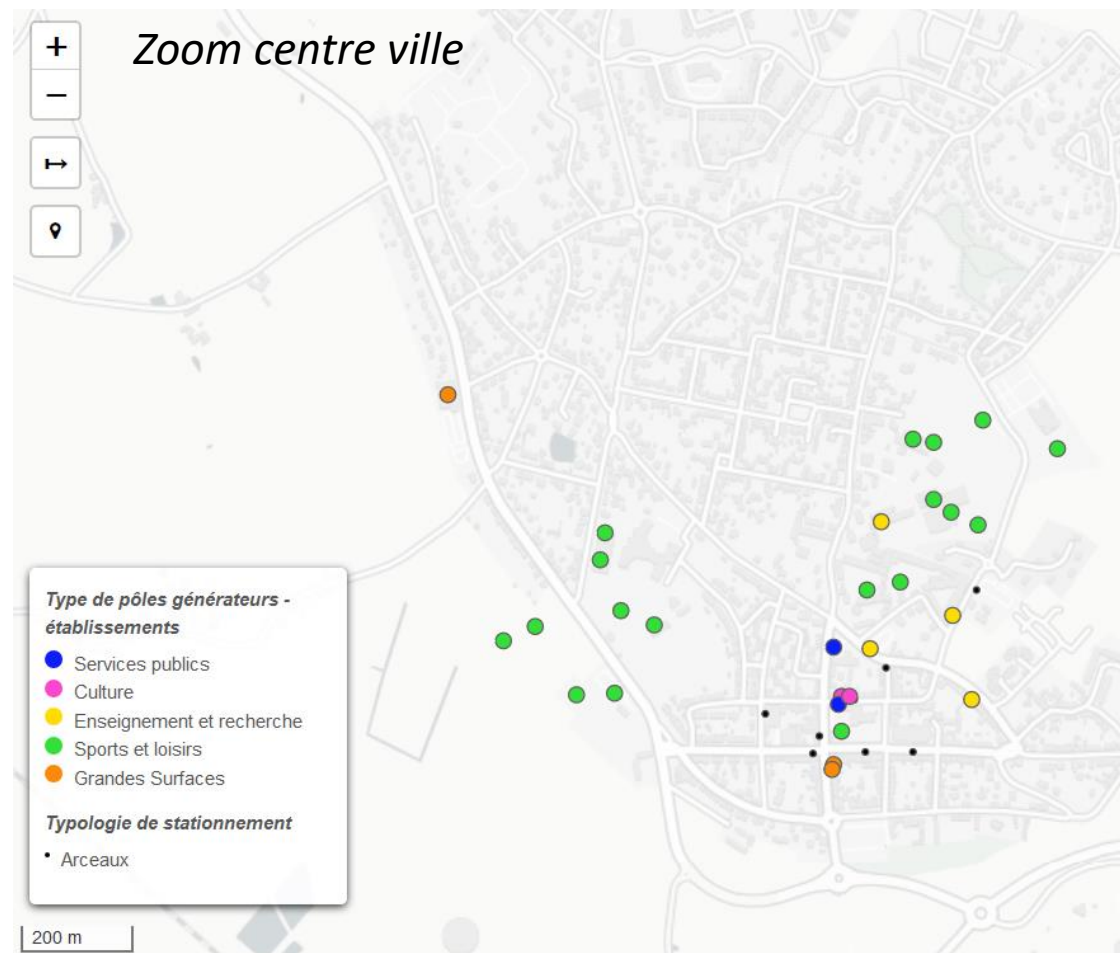 Zoom centre ville
+
−
Type de pôles générateurs -
établissements
Services publics
Culture
Enseignement et recherche
Sports et loisirs
Grandes Surfaces
Typologie de stationnement
Arceaux
200 m